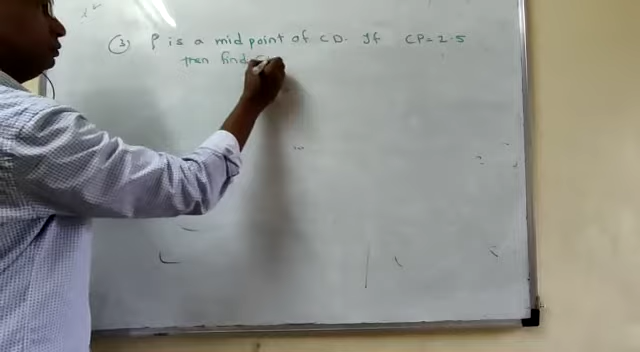 ③ P is a mid point of CD. If CP = 2.5
then find